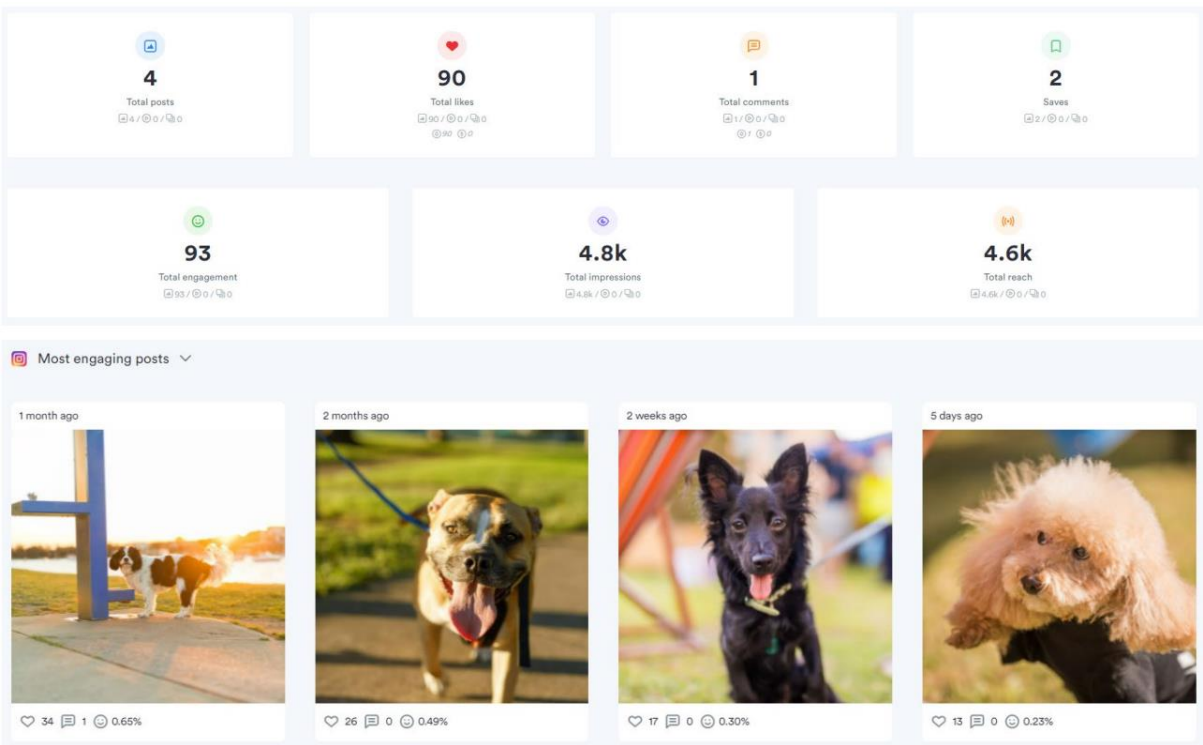 4
Total posts
4 / 0 / 0
90
Total likes
90 / 0 / 0
90 0
1
Total comments
1 / 0 / 0
1 0
2
Saves
2 / 0 / 0
93
Total engagement
93 / 0 / 0
4.8k
Total impressions
4.8k / 0 / 0
4.6k
Total reach
4.6k / 0 / 0
Most engaging posts
1 month ago
34 1 0.65%
2 months ago
26 0 0.49%
2 weeks ago
17 0 0.30%
5 days ago
13 0 0.23%